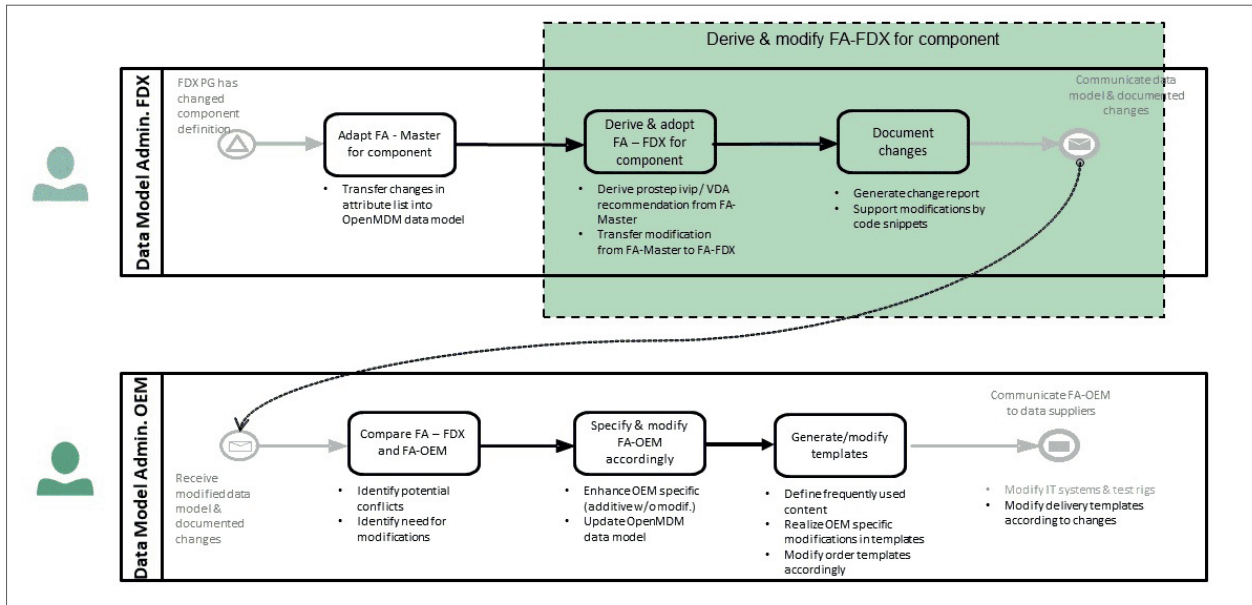 Derive & modify FA-FDX for component
Data Model Admin. FDX
FDX PG has
changed
component
definition
Adapt FA - Master
for component
• Transfer changes in
attribute list into
OpenMDM data model
Derive & adopt
FA – FDX for
component
• Derive prostep ivip / VDA
recommendation from FA-
Master
• Transfer modification
from FA-Master to FA-FDX
Document
changes
• Generate change report
• Support modifications by
code snippets
Communicate data
model & documented
changes
Data Model Admin. OEM
Receive
modified data
model &
documented
changes
Compare FA – FDX
and FA-OEM
• Identify potential
conflicts
• Identify need for
modifications
Specify & modify
FA-OEM
accordingly
• Enhance OEM specific
(additive w/o modif.)
• Update OpenMDM
data model
Generate/modify
templates
• Define frequently used
content
• Realize OEM specific
modifications in templates
• Modify order templates
accordingly
Communicate FA-OEM
to data suppliers
• Modify IT systems & test rigs
• Modify delivery templates
according to changes